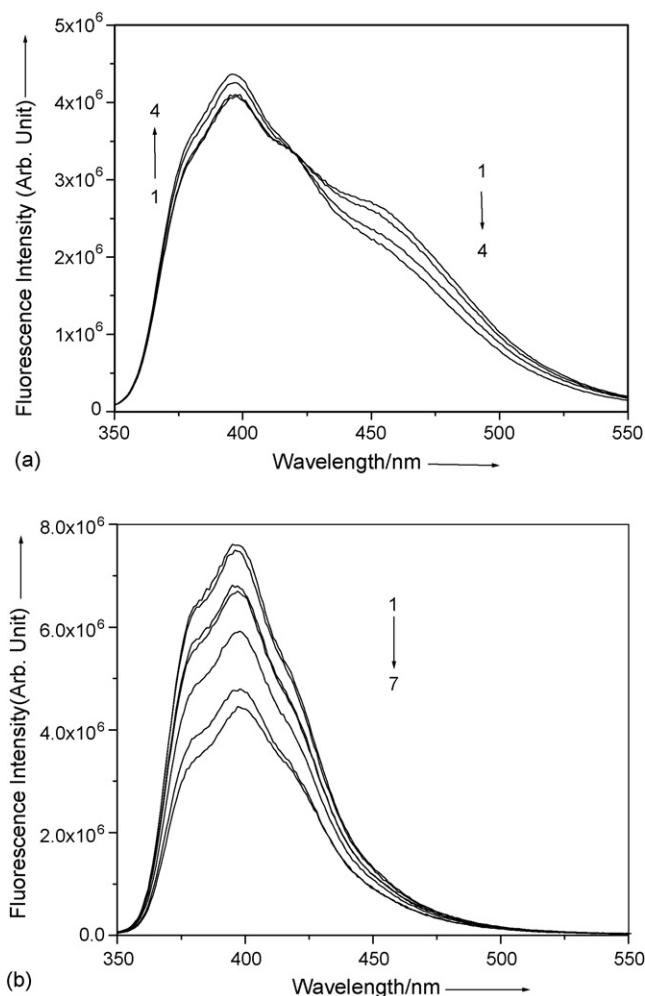 5x10⁶
4x10⁶
3x10⁶
2x10⁶
1x10⁶
0
Fluorescence Intensity (Arb. Unit)
4
1
1
4
350
400
450
500
550
(a)
Wavelength/nm
8.0x10⁶
6.0x10⁶
4.0x10⁶
2.0x10⁶
0.0
Fluorescence Intensity(Arb. Unit)
1
7
350
400
450
500
550
(b)
Wavelength/nm